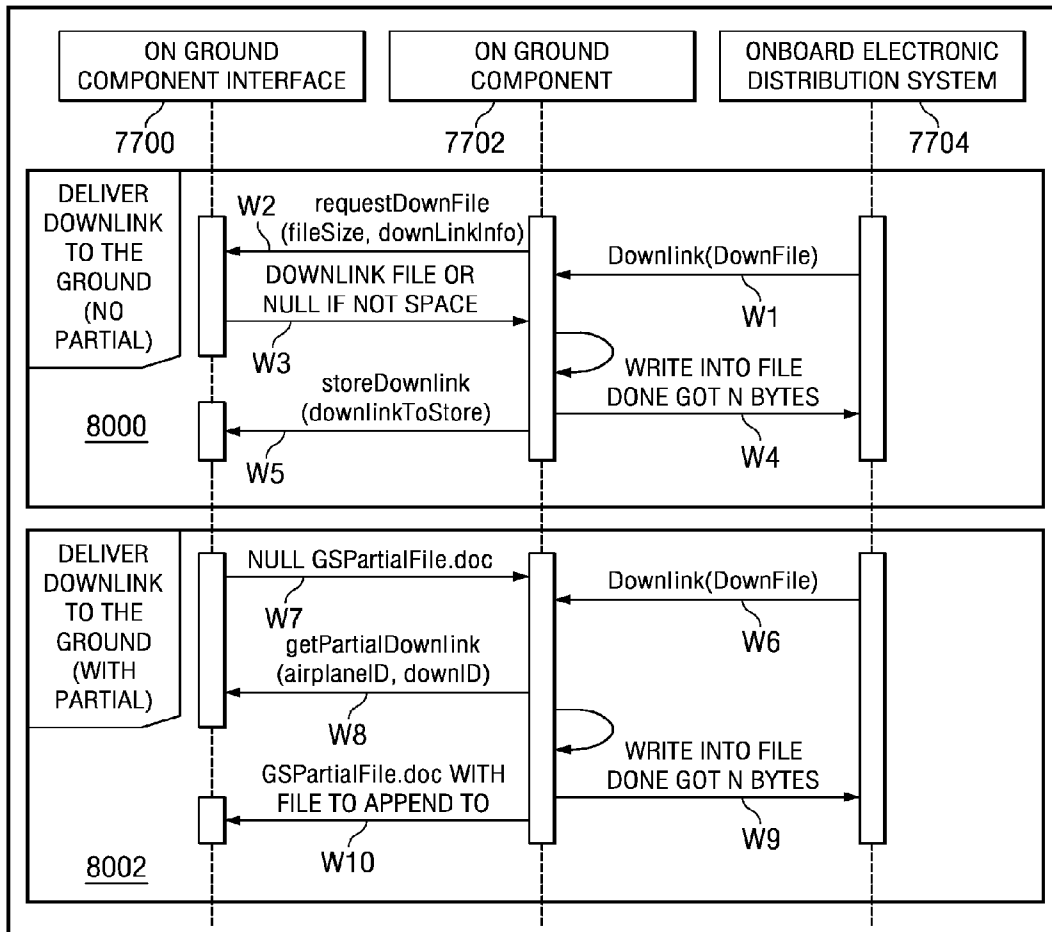 ON GROUND
COMPONENT INTERFACE
ON GROUND
COMPONENT
ONBOARD ELECTRONIC
DISTRIBUTION SYSTEM
7700
7702
7704
DELIVER
DOWNLINK
TO THE
GROUND
(NO
PARTIAL)
8000
W2
requestDownFile
(fileSize, downLinkInfo)
Downlink(DownFile)
W1
DOWNLINK FILE OR
NULL IF NOT SPACE
W3
WRITE INTO FILE
DONE GOT N BYTES
W4
storeDownlink
(downlinkToStore)
W5
DELIVER
DOWNLINK
TO THE
GROUND
(WITH
PARTIAL)
8002
NULL GSPartialFile.doc
W7
Downlink(DownFile)
W6
getPartialDownlink
(airplaneID, downID)
W8
WRITE INTO FILE
DONE GOT N BYTES
W9
GSPartialFile.doc WITH
FILE TO APPEND TO
W10